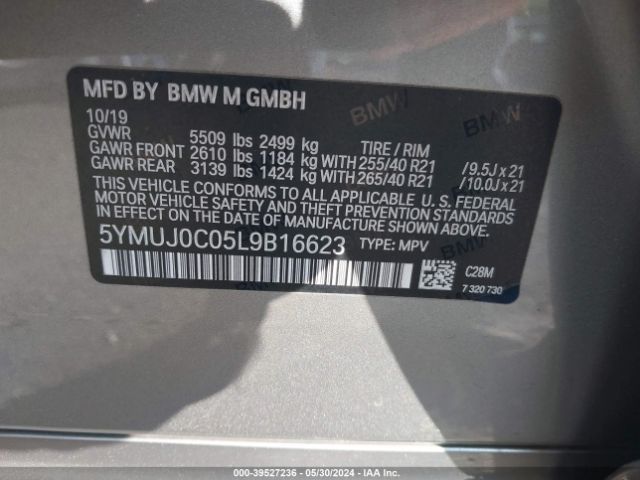 MFD BY BMW M GMBH
10/19
GVWR 5509 lbs 2499 kg TIRE / RIM
GAWR FRONT 2610 lbs 1184 kg WITH 255/40 R21 /9.5J x 21
GAWR REAR 3139 lbs 1424 kg WITH 265/40 R21 /10.0J x 21
THIS VEHICLE CONFORMS TO ALL APPLICABLE U. S. FEDERAL
MOTOR VEHICLE SAFETY AND THEFT PREVENTION STANDARDS
IN EFFECT ON THE DATE OF MANUFACTURE SHOWN ABOVE.
5YMUJ0C05L9B16623 TYPE: MPV
C28M
7 320 730
BMW
BMW
BMW
000-39527236 - 05/30/2024 - IAA Inc.